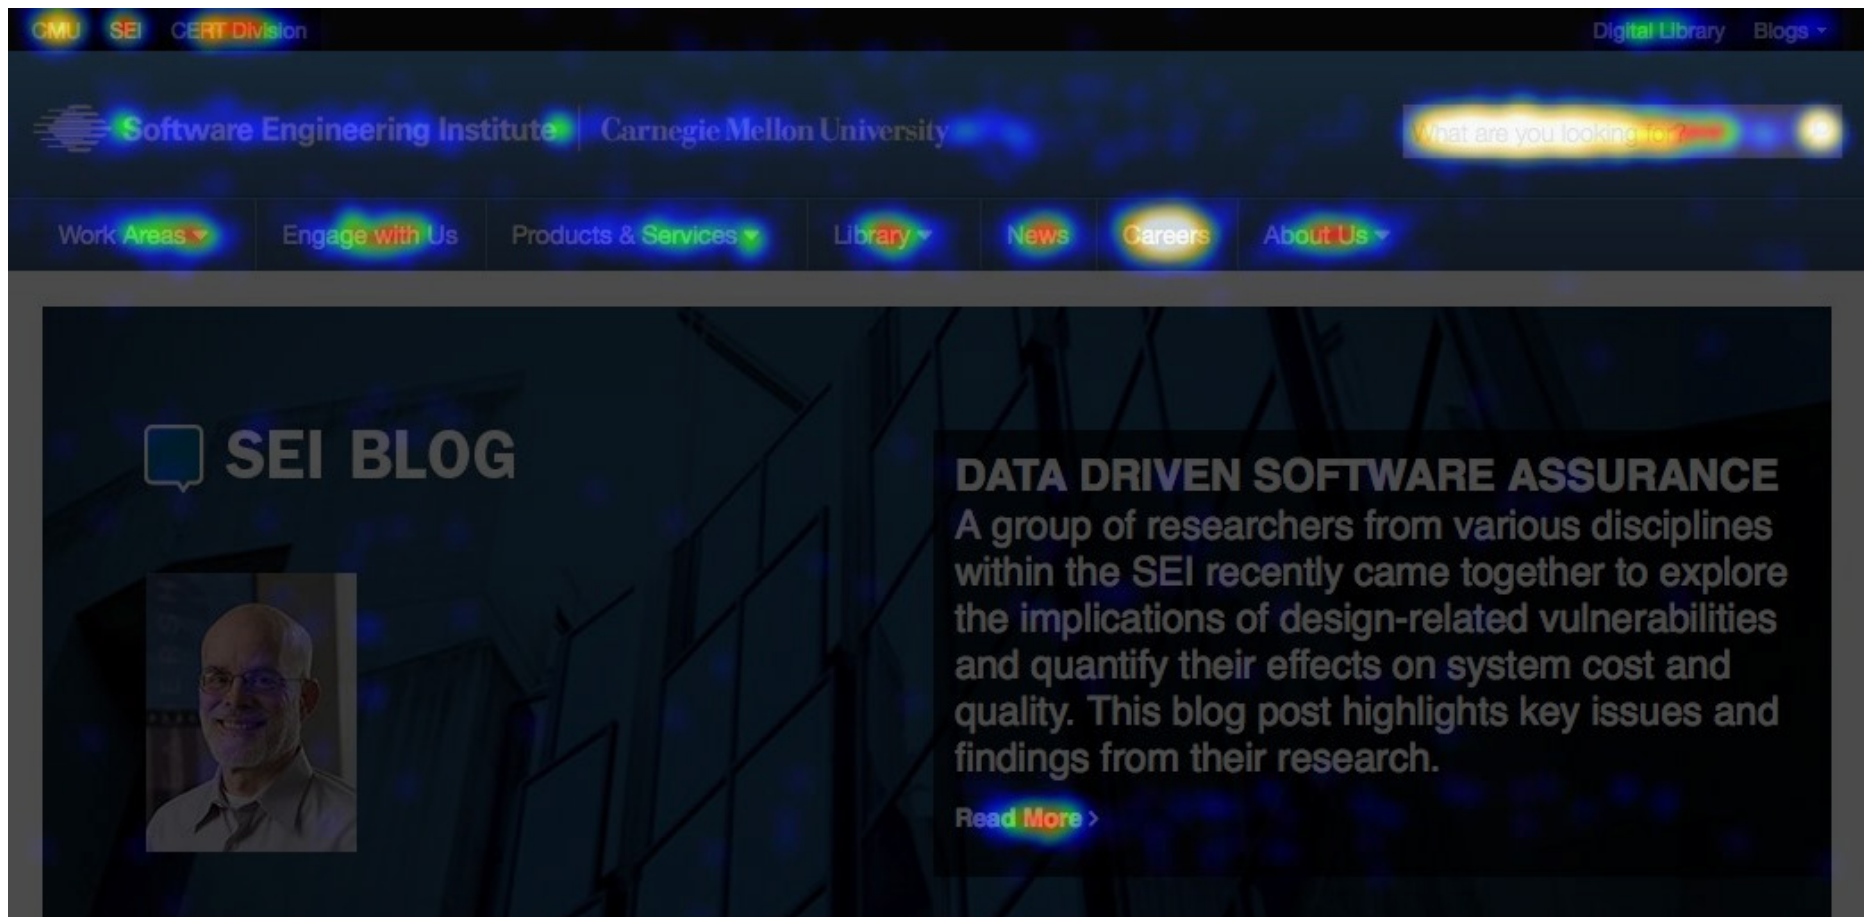 CMU SEI CERT Division Digital Library Blogs
Software Engineering Institute Carnegie Mellon University What are you looking for?
Work Areas Engage with Us Products & Services Library News Careers About Us
SEI BLOG
DATA DRIVEN SOFTWARE ASSURANCE
A group of researchers from various disciplines
within the SEI recently came together to explore
the implications of design-related vulnerabilities
and quantify their effects on system cost and
quality. This blog post highlights key issues and
findings from their research.
Read More >